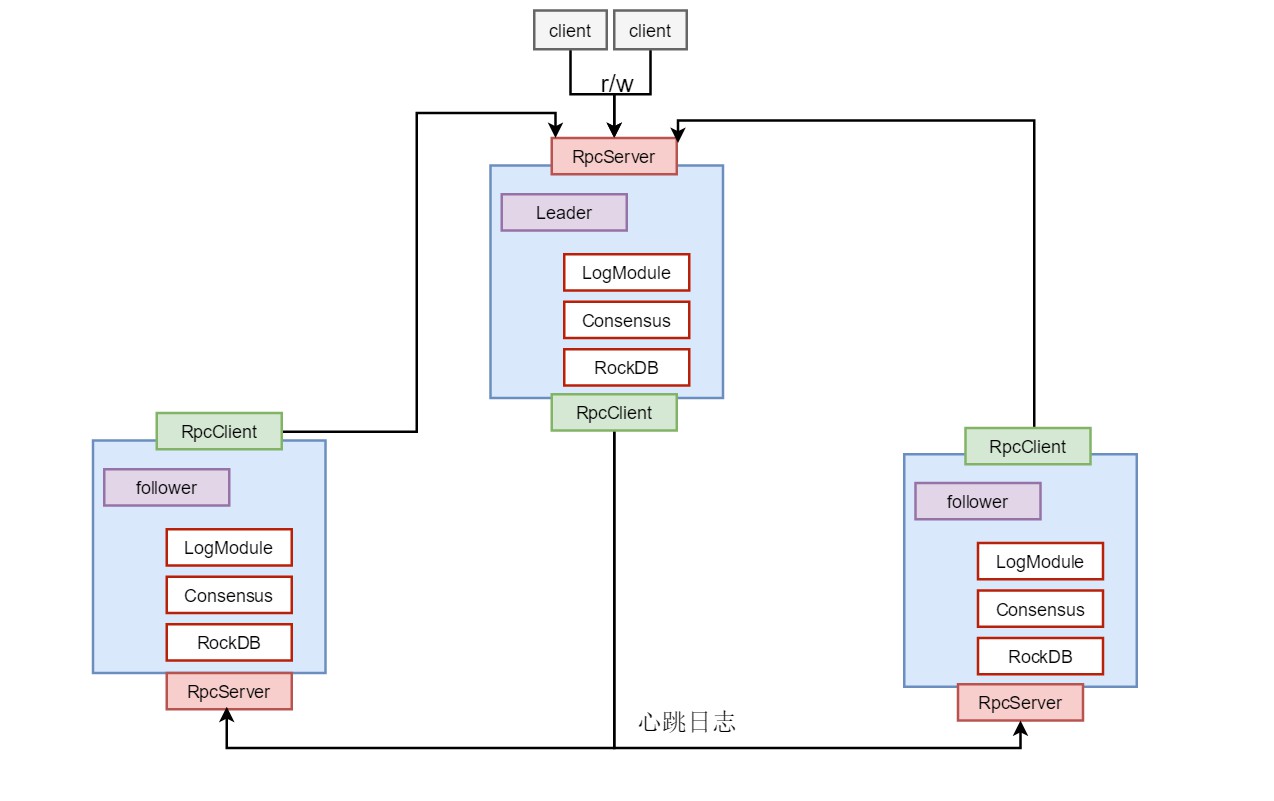 client
client
r/w
RpcServer
Leader
LogModule
Consensus
RockDB
RpcClient
RpcClient
follower
LogModule
Consensus
RockDB
RpcServer
RpcClient
follower
LogModule
Consensus
RockDB
RpcServer
心跳日志